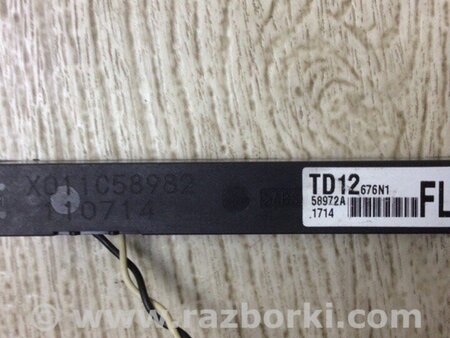 X011C58982
110714
TD12 676N1
58972A
.1714
FL
www.razborki.com